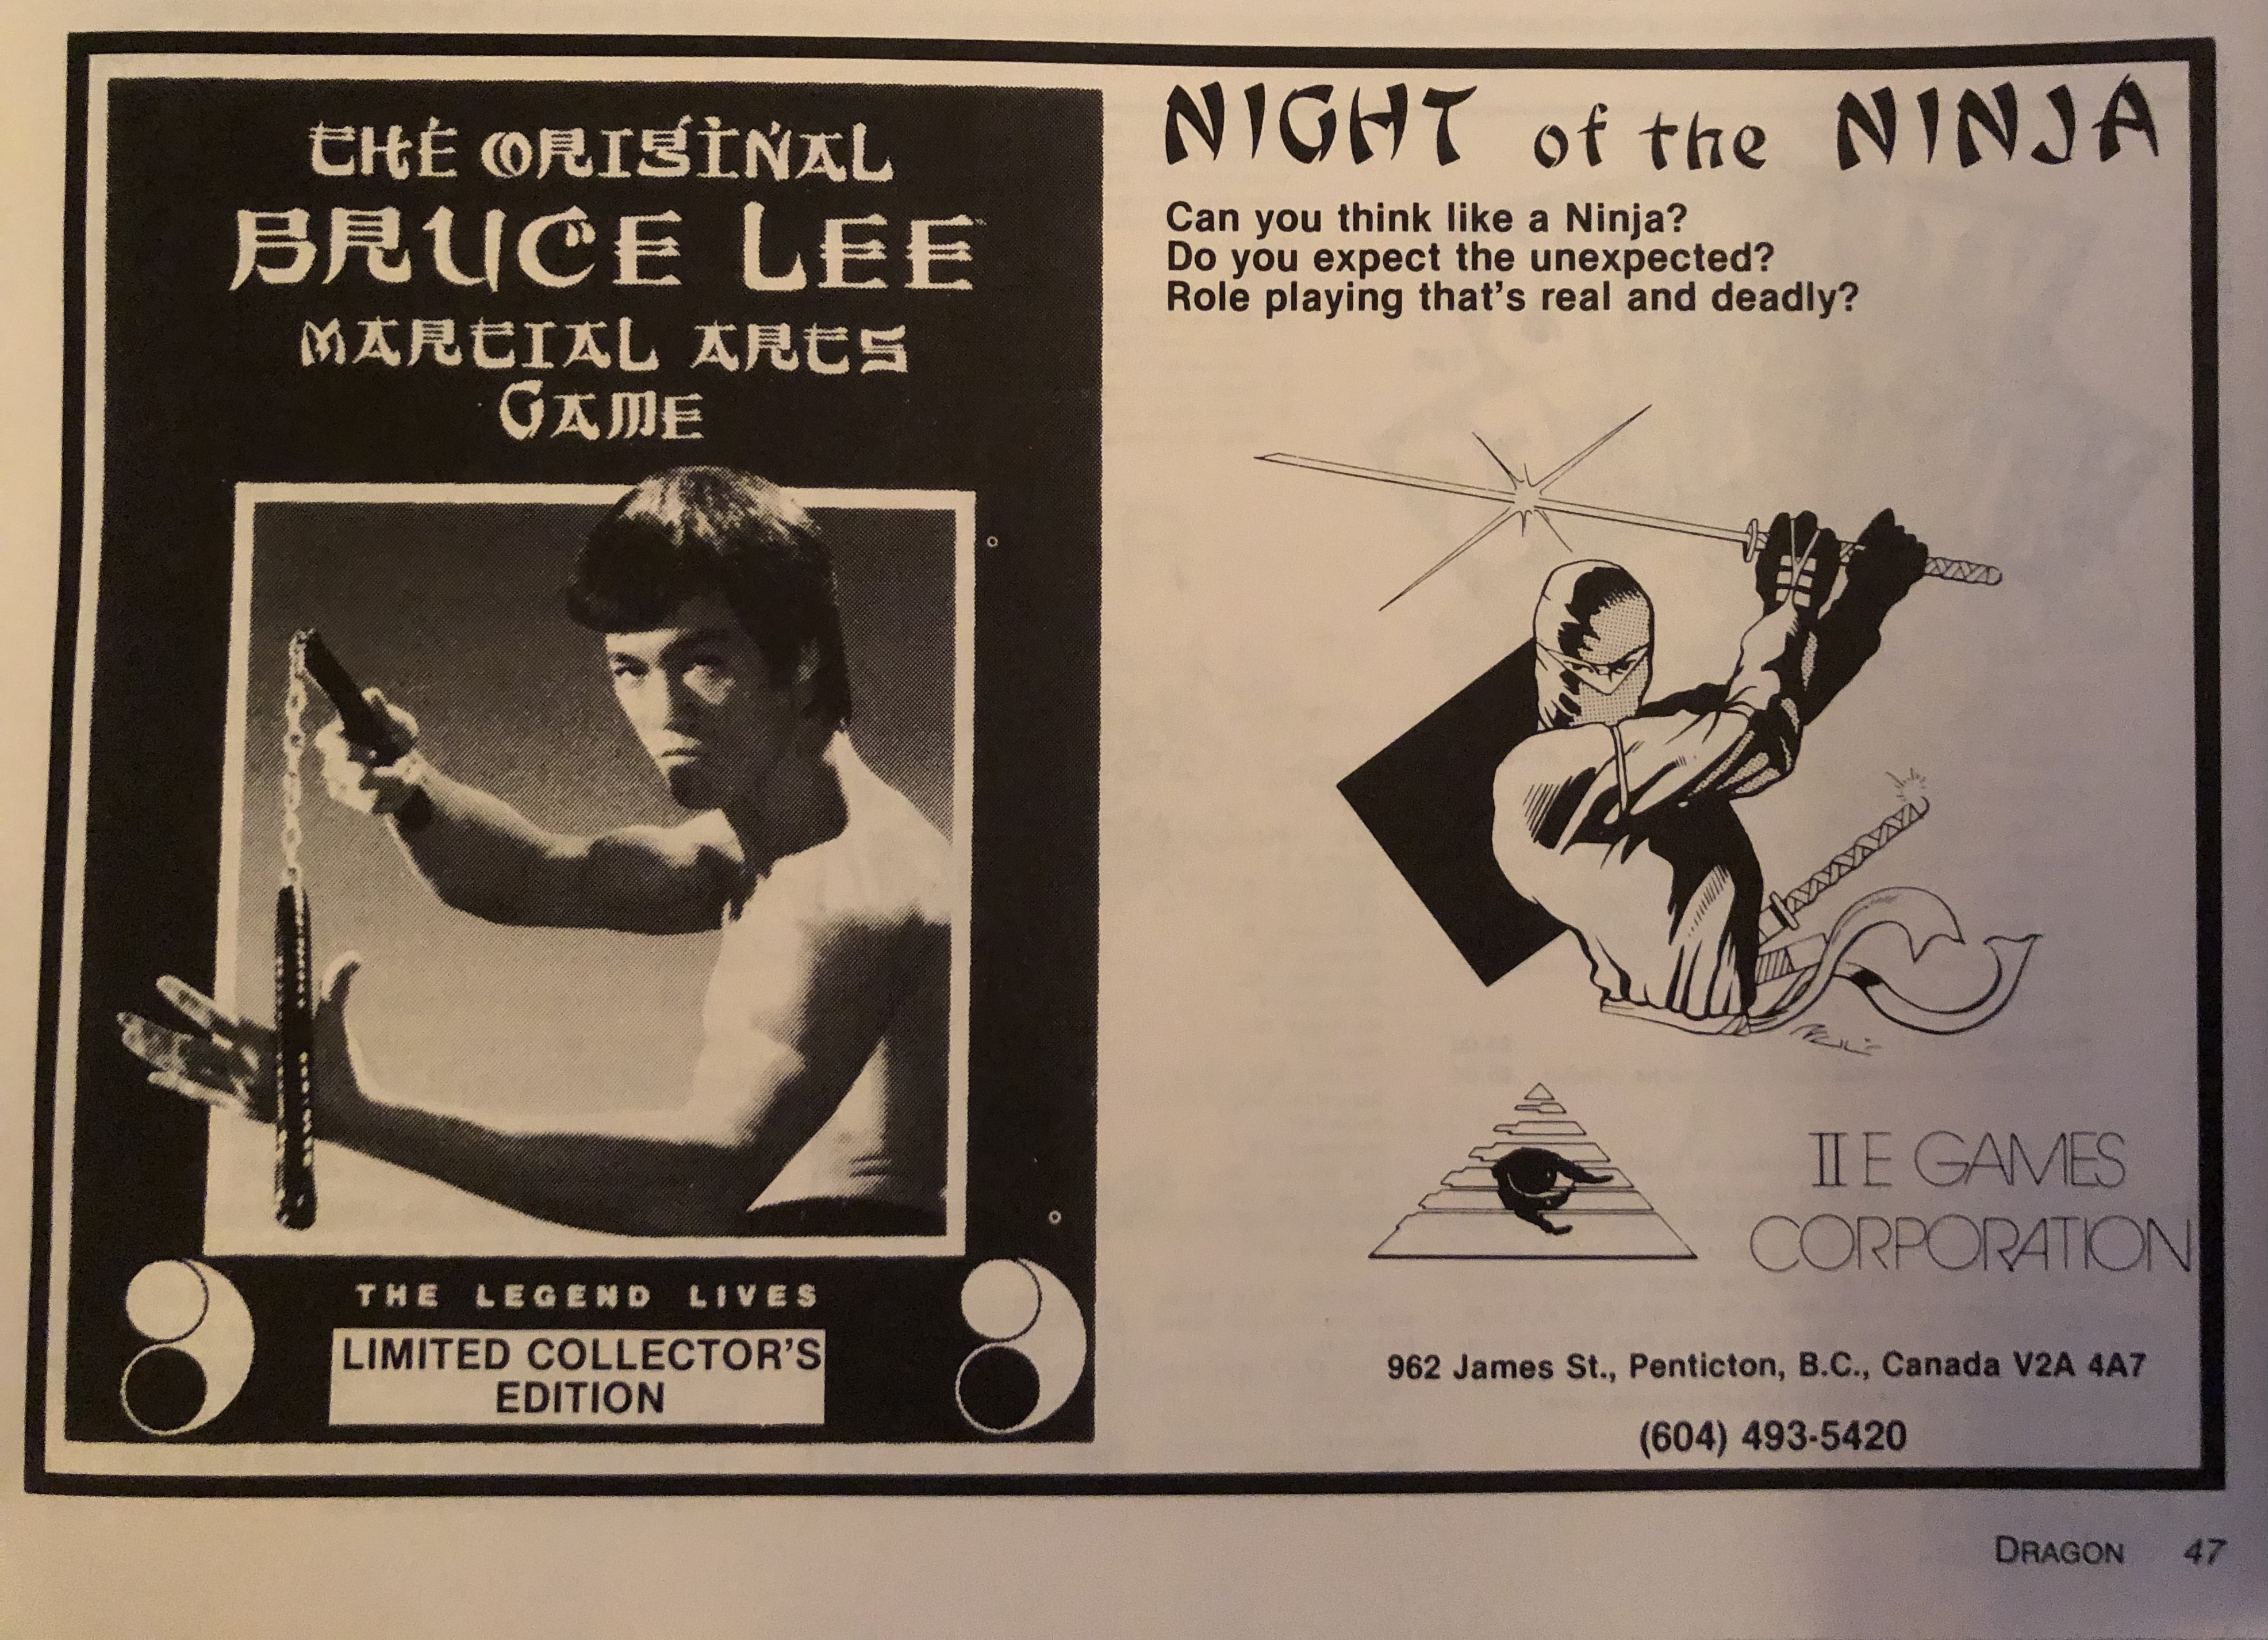 THE ORIGINAL
BRUCE LEE
MARTIAL ARTS
GAME
THE LEGEND LIVES
LIMITED COLLECTOR'S
EDITION
NIGHT of the NINJA
Can you think like a Ninja?
Do you expect the unexpected?
Role playing that's real and deadly?
II E GAMES
CORPORATION
962 James St., Penticton, B.C., Canada V2A 4A7
(604) 493-5420
DRAGON 47